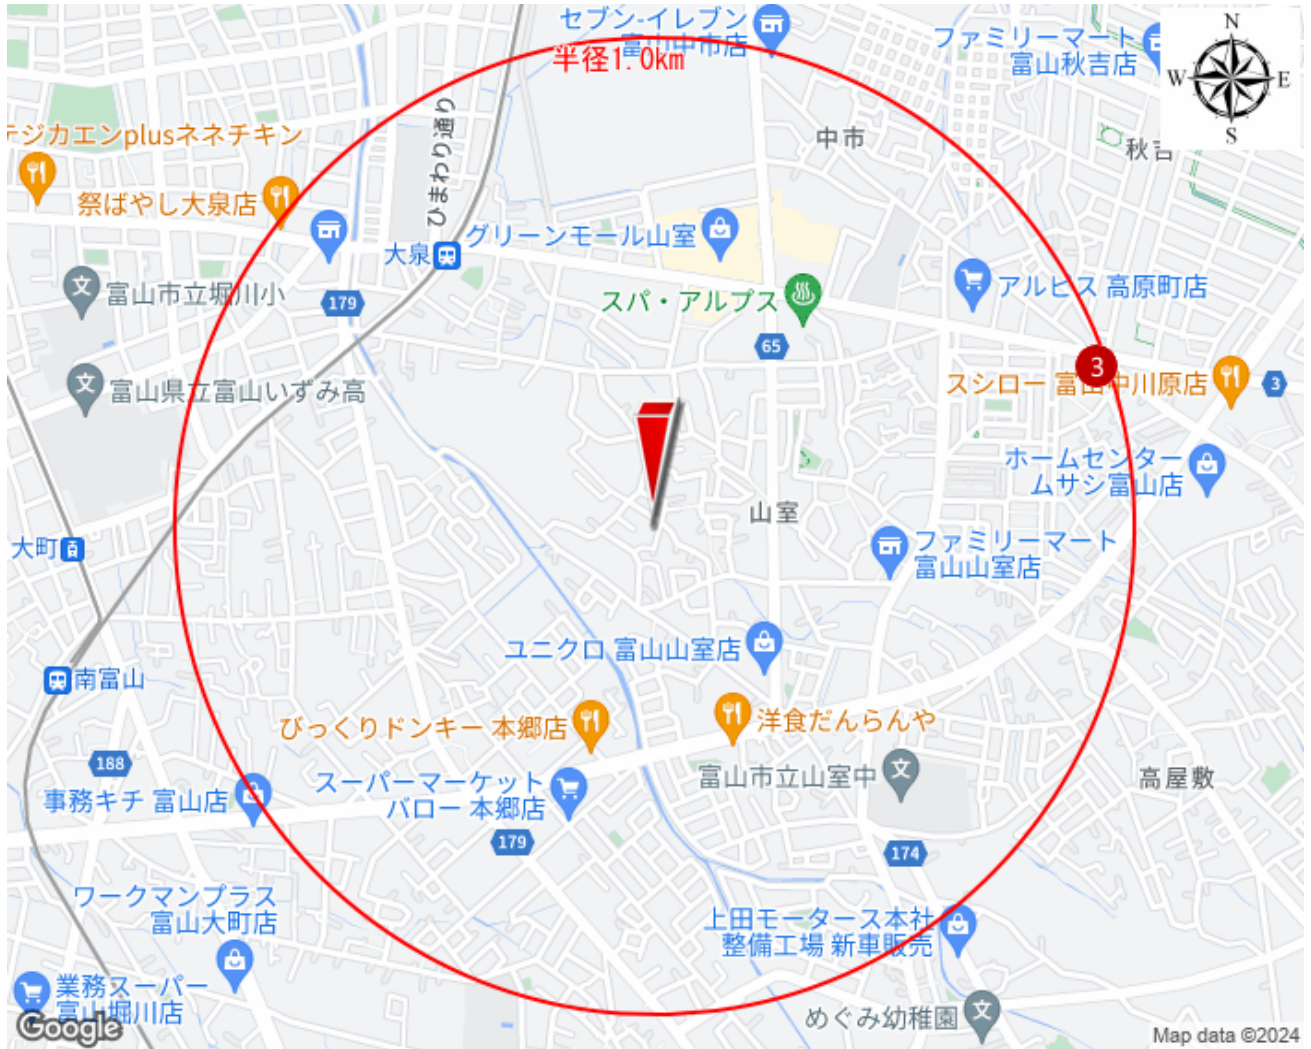 セブン-イレブン
富山中市店
半径1.0km
ファミリーマート
富山秋吉店
N
W
E
S
テジカエンplusネネチキン
ひまわり通り
中市
秋吉
祭ばやし大泉店
大泉
グリーンモール山室
富山市立堀川小
179
スパ・アルプス
アルビス 高原町店
65
富山県立富山いずみ高
3
スシロー 富山中川原店
3
ホームセンター
ムサシ富山店
山室
大町
ファミリーマート
富山山室店
ユニクロ 富山山室店
南富山
びっくりドンキー 本郷店
洋食だんらんや
188
事務キチ 富山店
スーパーマーケット
バロー 本郷店
富山市立山室中
高屋敷
179
174
ワークマンプラス
富山大町店
上田モータース本社
整備工場 新車販売
業務スーパー
富山堀川店
めぐみ幼稚園
Google
Map data ©2024